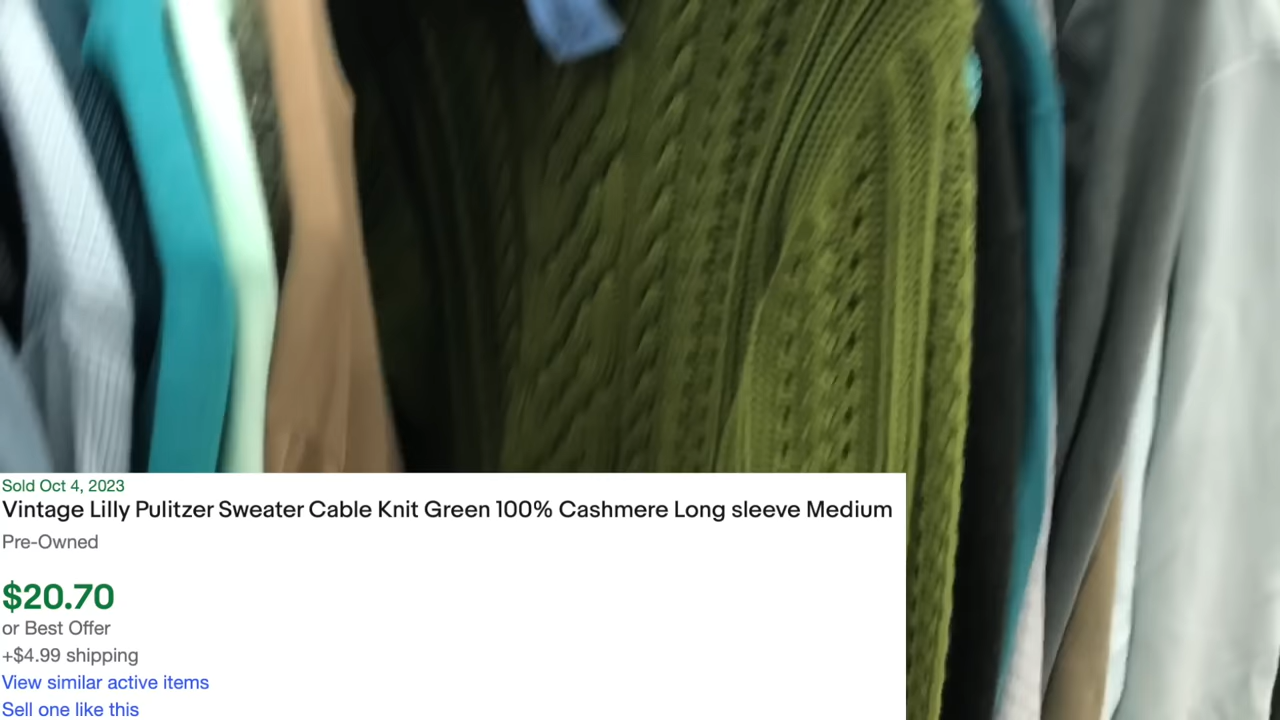 Sold Oct 4, 2023
Vintage Lilly Pulitzer Sweater Cable Knit Green 100% Cashmere Long sleeve Medium
Pre-Owned
$20.70
or Best Offer
+$4.99 shipping
View similar active items
Sell one like this